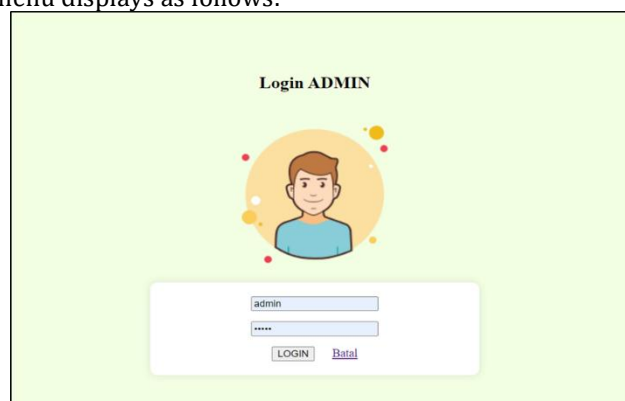 menu displays as follows:
Login ADMIN
admin
•••••
LOGIN Batal